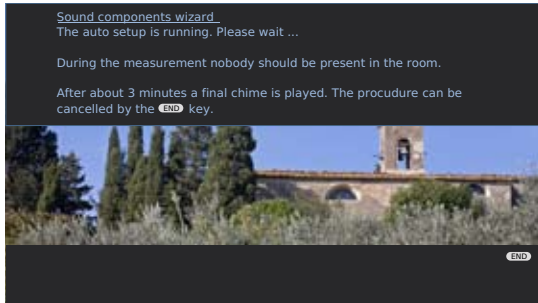 Sound components wizard
The auto setup is running. Please wait ...
During the measurement nobody should be present in the room.
After about 3 minutes a final chime is played. The procudure can be
cancelled by the END key.
END